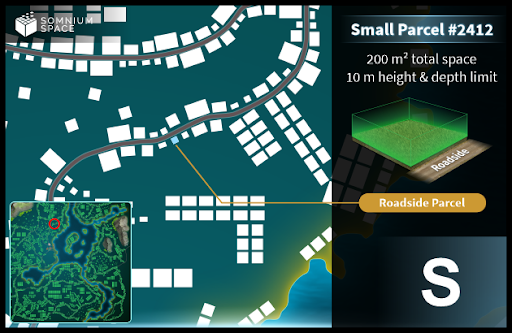 SOMNIUM
SPACE
Small Parcel #2412
200 m² total space
10 m height & depth limit
Roadside
Roadside Parcel
S